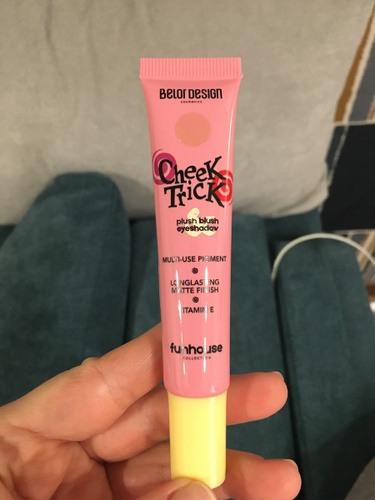 BELOR DESIGN
COSMETICS
Cheek
Trick
plush blush
&
eyeshadow
MULTI-USE PIGMENT
LONGLASTING
MATTE FINISH
VITAMIN E
funhouse
COLLECTION